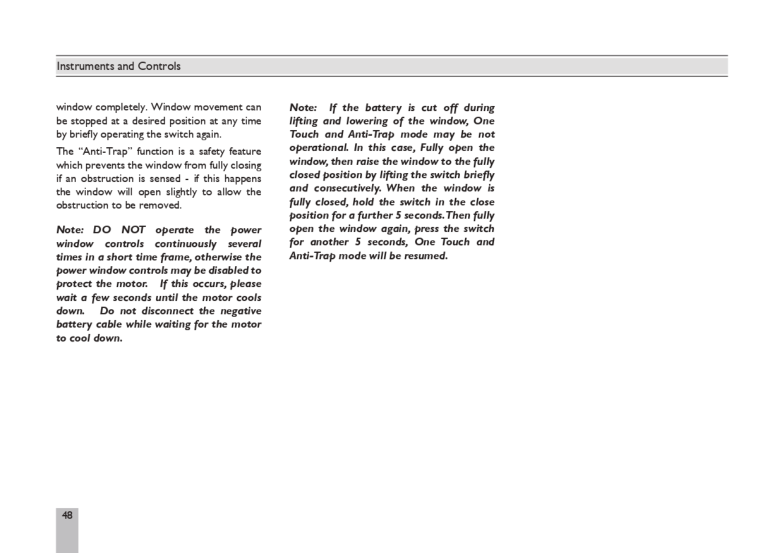 Instruments and Controls
window completely. Window movement can
be stopped at a desired position at any time
by briefly operating the switch again.
The “Anti-Trap” function is a safety feature
which prevents the window from fully closing
if an obstruction is sensed - if this happens
the window will open slightly to allow the
obstruction to be removed.
Note: DO NOT operate the power
window controls continuously several
times in a short time frame, otherwise the
power window controls may be disabled to
protect the motor. If this occurs, please
wait a few seconds until the motor cools
down. Do not disconnect the negative
battery cable while waiting for the motor
to cool down.
Note: If the battery is cut off during
lifting and lowering of the window, One
Touch and Anti-Trap mode may be not
operational. In this case, Fully open the
window, then raise the window to the fully
closed position by lifting the switch briefly
and consecutively. When the window is
fully closed, hold the switch in the close
position for a further 5 seconds. Then fully
open the window again, press the switch
for another 5 seconds, One Touch and
Anti-Trap mode will be resumed.
48